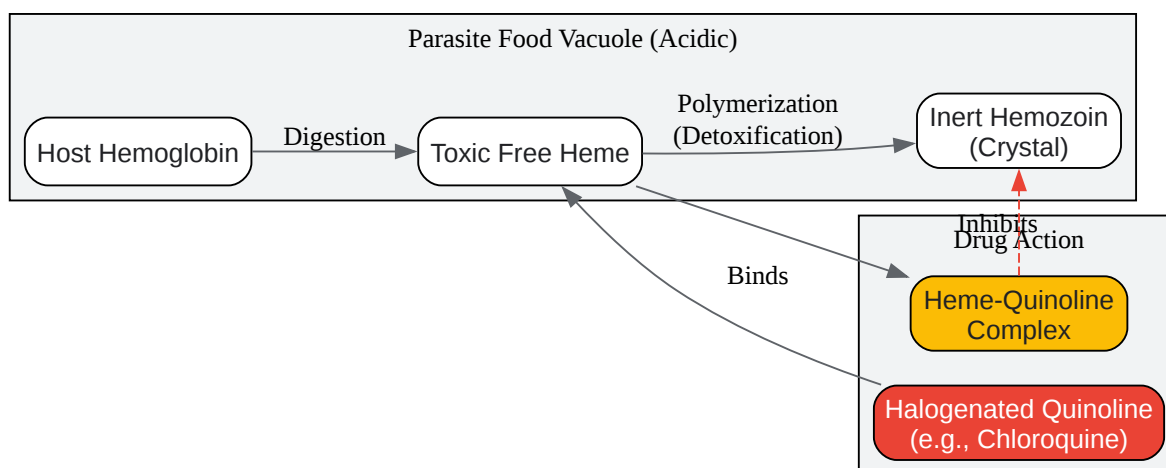 Parasite Food Vacuole (Acidic)
Host Hemoglobin
Digestion
Toxic Free Heme
Polymerization
(Detoxification)
Inert Hemozoin
(Crystal)
Inhibits
Drug Action
Binds
Heme-Quinoline
Complex
Halogenated Quinoline
(e.g., Chloroquine)